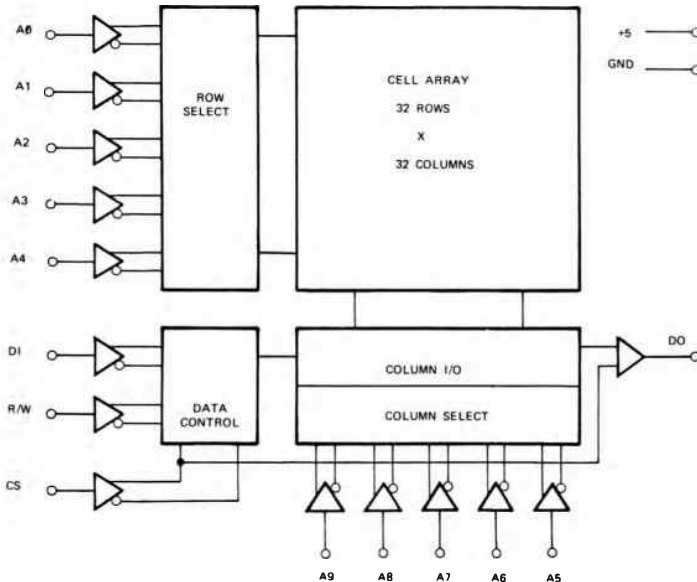 A0
A1
A2
A3
A4
ROW
SELECT
CELL ARRAY
32 ROWS
X
32 COLUMNS
+5
GND
DI
R/W
CS
DATA
CONTROL
COLUMN I/O
COLUMN SELECT
DO
A9
A8
A7
A6
A5